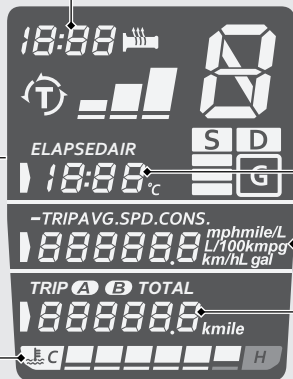 18:88
8
T
S D
G
ELAPSEDAIR
18:88 °C
-TRIPAVG.SPD.CONS.
888888.8 mphmile/L
L/100kmpg
km/hL gal
TRIP A B TOTAL
888888.8 kmile
C H